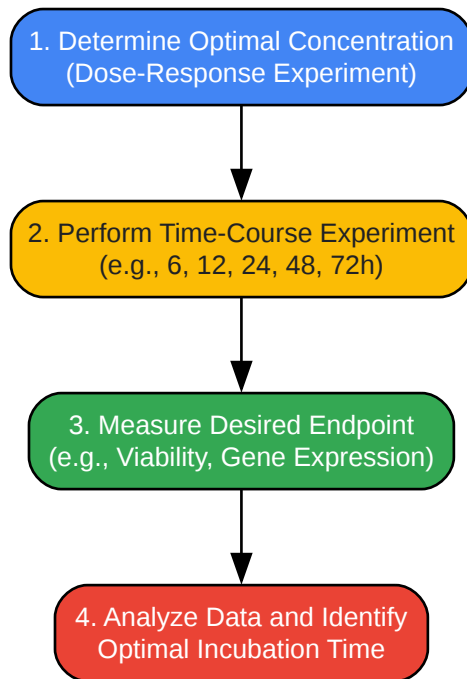 1. Determine Optimal Concentration
(Dose-Response Experiment)
2. Perform Time-Course Experiment
(e.g., 6, 12, 24, 48, 72h)
3. Measure Desired Endpoint
(e.g., Viability, Gene Expression)
4. Analyze Data and Identify
Optimal Incubation Time